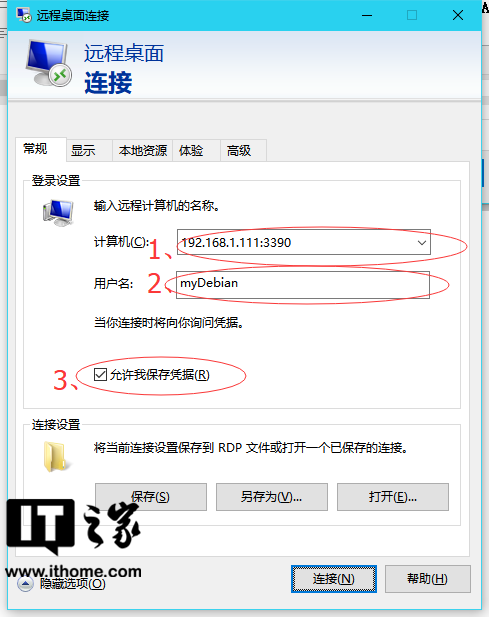 远程桌面连接
远程桌面
连接
常规 显示 本地资源 体验 高级
登录设置
输入远程计算机的名称。
计算机(C): 1、 192.168.1.111:3390
用户名: 2、 myDebian
当你连接时将向你询问凭据。
3、 允许我保存凭据(R)
连接设置
将当前连接设置保存到 RDP 文件或打开一个已保存的连接。
保存(S) 另存为(V)... 打开(E)...
IT之家
www.ithome.com
隐藏选项(O) 连接(N) 帮助(H)